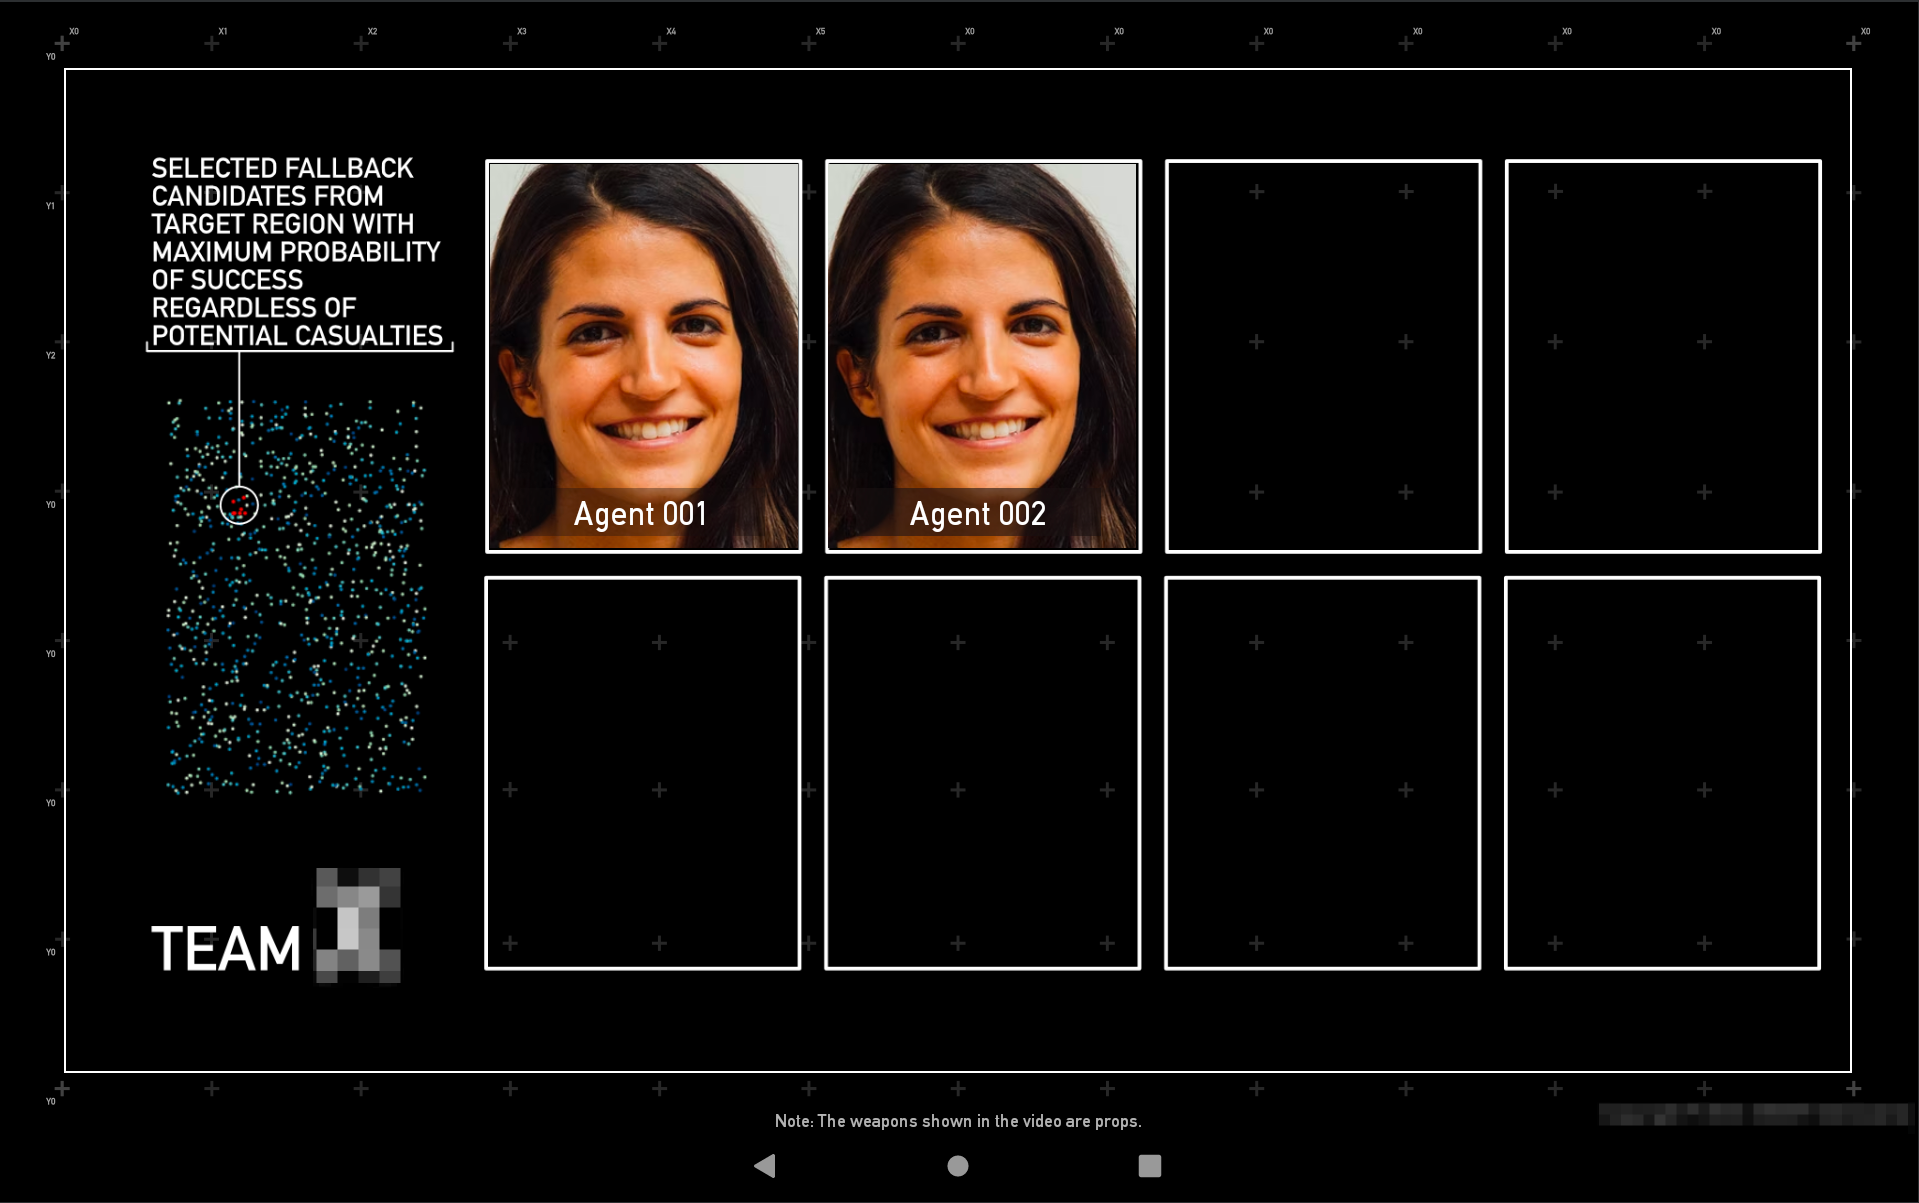 X0 X1 X2 X3 X4 X5 X0 X0 X0 X0 X0 X0 X0
Y0
SELECTED FALLBACK
CANDIDATES FROM
TARGET REGION WITH
MAXIMUM PROBABILITY
OF SUCCESS
REGARDLESS OF
POTENTIAL CASUALTIES
Y1
Y2
Y0
Agent 001
Agent 002
Y0
Y0
TEAM
Y0
Y0
Note: The weapons shown in the video are props.